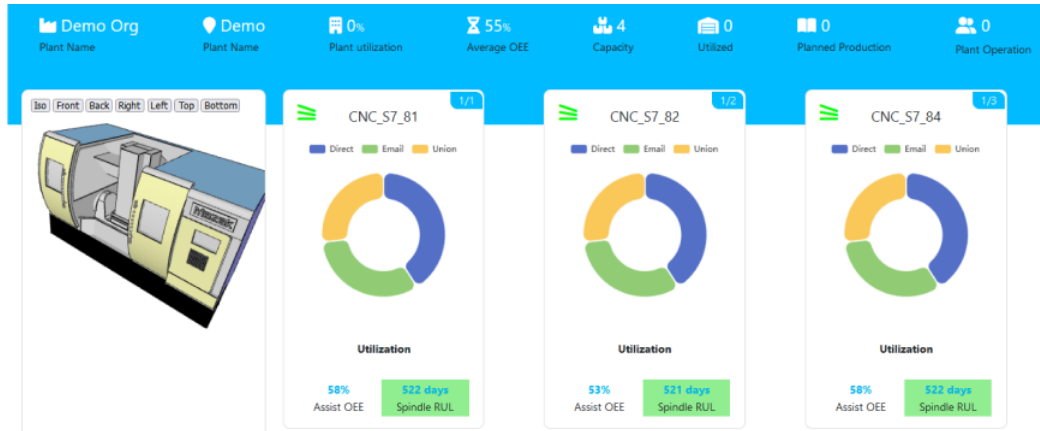 Demo Org
Plant Name
Demo
Plant Name
0%
Plant utilization
55%
Average OEE
4
Capacity
0
Utilized
0
Planned Production
0
Plant Operation
Iso Front Back Right Left Top Bottom
Mazak
1/1
CNC_S7_81
Direct Email Union
Utilization
58%
Assist OEE
522 days
Spindle RUL
1/2
CNC_S7_82
Direct Email Union
Utilization
53%
Assist OEE
521 days
Spindle RUL
1/3
CNC_S7_84
Direct Email Union
Utilization
58%
Assist OEE
522 days
Spindle RUL